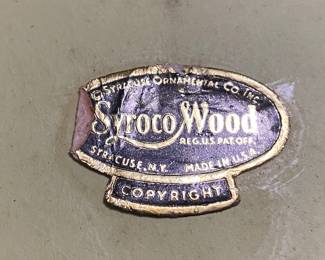 © SYRACUSE ORNAMENTAL CO. INC.
Syroco Wood
REG. U.S. PAT. OFF.
SYRACUSE, N.Y. MADE IN U.S.A.
COPYRIGHT